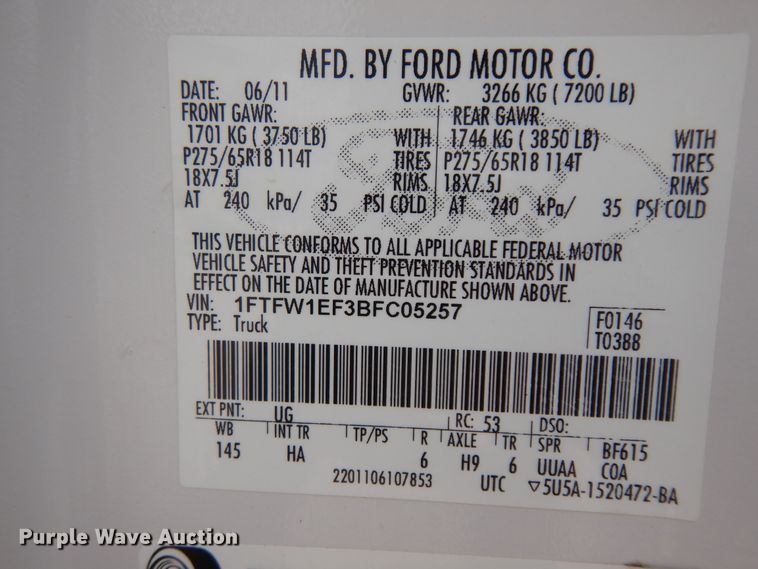 MFD. BY FORD MOTOR CO.
DATE: 06/11 GVWR: 3266 KG ( 7200 LB)
FRONT GAWR: REAR GAWR:
1701 KG ( 3750 LB) WITH 1746 KG ( 3850 LB) WITH
P275/65R18 114T TIRES P275/65R18 114T TIRES
18X7.5J RIMS 18X7.5J RIMS
AT 240 kPa/ 35 PSI COLD AT 240 kPa/ 35 PSI COLD
THIS VEHICLE CONFORMS TO ALL APPLICABLE FEDERAL MOTOR
VEHICLE SAFETY AND THEFT PREVENTION STANDARDS IN
EFFECT ON THE DATE OF MANUFACTURE SHOWN ABOVE.
VIN: 1FTFW1EF3BFC05257
TYPE: Truck
F0146
T0388
EXT PNT: UG RC: 53 DSO:
WB INT TR TP/PS R AXLE TR SPR BF615
145 HA 6 H9 6 UUAA COA
2201106107853 UTC ▽5U5A-1520472-BA
Purple Wave Auction